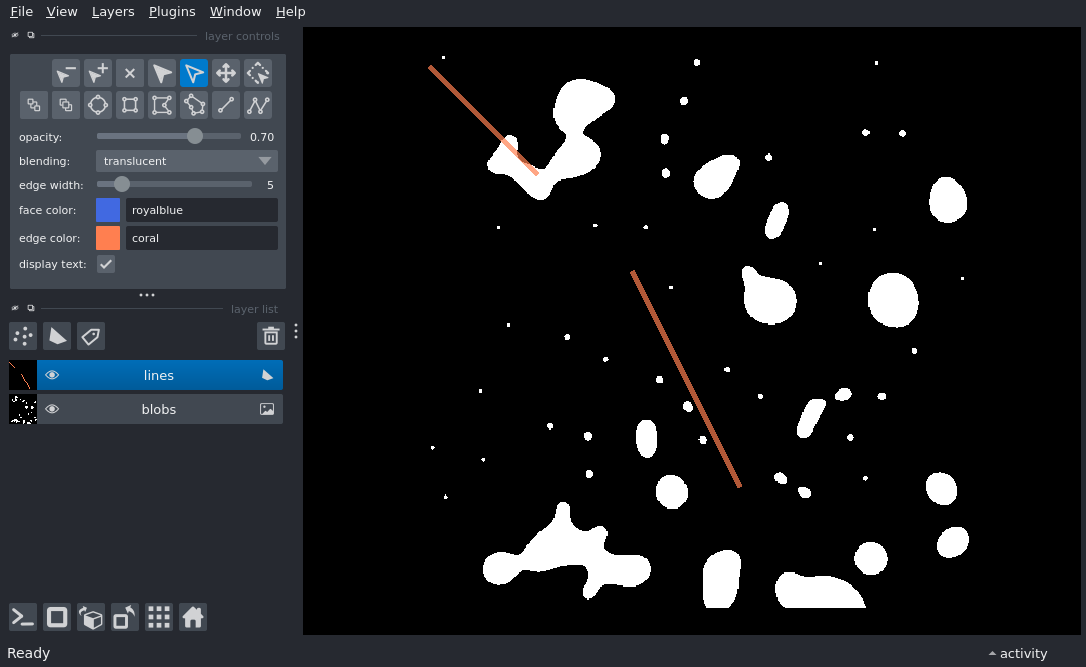 File View Layers Plugins Window Help
layer controls
opacity: 0.70
blending: translucent
edge width: 5
face color: royalblue
edge color: coral
display text:
layer list
lines
blobs
Ready
activity